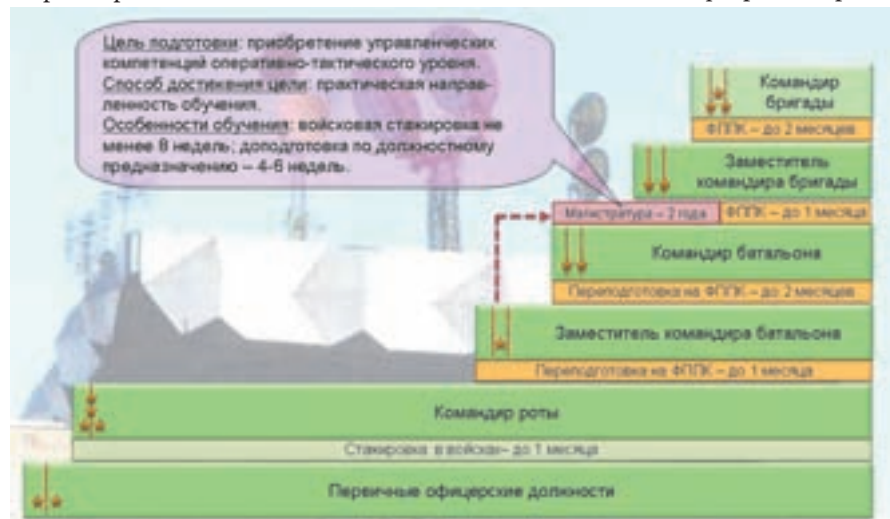 Цель подготовки: приобретение управленческих
компетенций оперативно-тактического уровня.
Способ достижения цели: практическая направ-
ленность обучения.
Особенности обучения: войсковая стажировка не
менее 8 недель; доподготовка по должностному
предназначению – 4-6 недель.
Командир
бригады
ФППК – до 2 месяцев
Заместитель
командира бригады
Магистратура – 2 года
ФППК – до 1 месяца
Командир батальона
Переподготовка на ФППК – до 2 месяцев
Заместитель командира батальона
Переподготовка на ФППК – до 1 месяца
Командир роты
Стажировка в войсках– до 1 месяца
Первичные офицерские должности